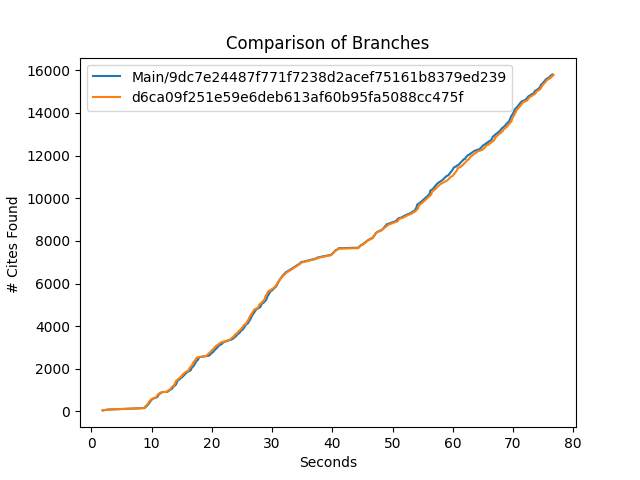 Comparison of Branches
Main/9dc7e24487f771f7238d2acef75161b8379ed239
d6ca09f251e59e6deb613af60b95fa5088cc475f
# Cites Found
16000
14000
12000
10000
8000
6000
4000
2000
0
0 10 20 30 40 50 60 70 80
Seconds